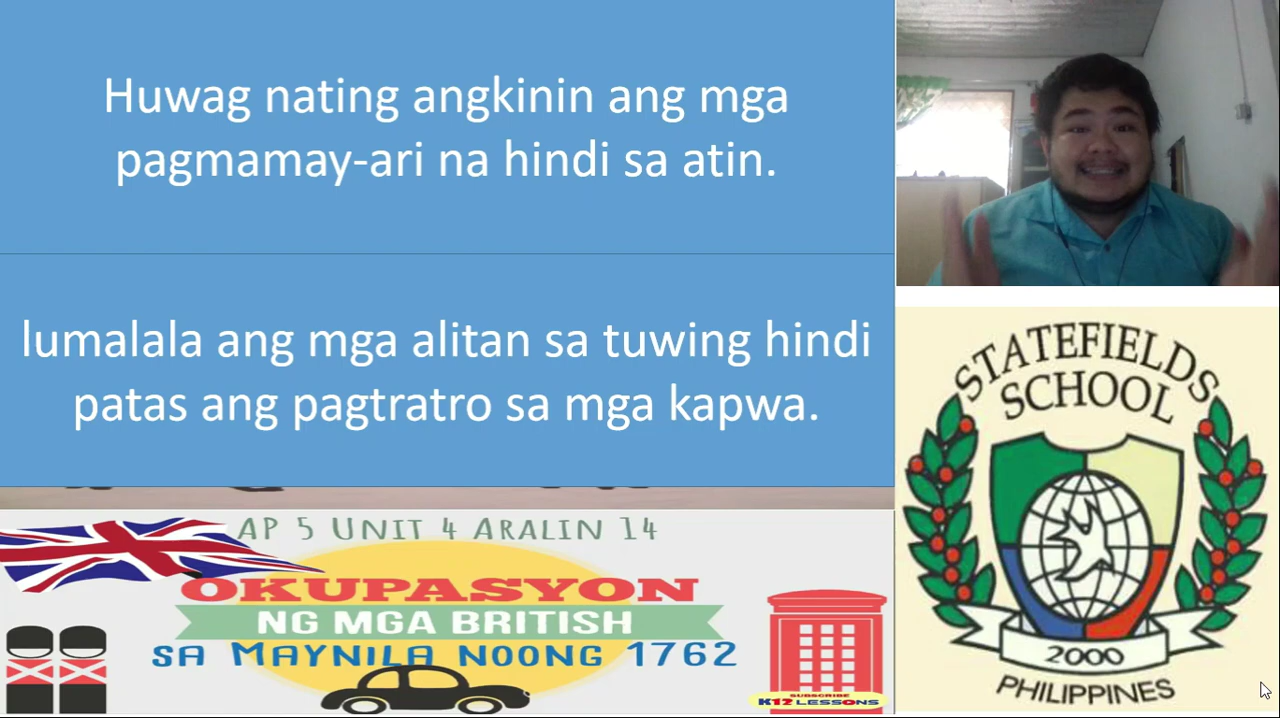 Huwag nating angkinin ang mga
pagmamay-ari na hindi sa atin.
lumalala ang mga alitan sa tuwing hindi
patas ang pagtratro sa mga kapwa.
AP 5 UNIT 4 ARALIN 14
OKUPASYON
NG MGA BRITISH
SA MAYNILA NOONG 1762
SUBSCRIBE
K12 LESSONS
STATEFIELDS
SCHOOL
2000
PHILIPPINES